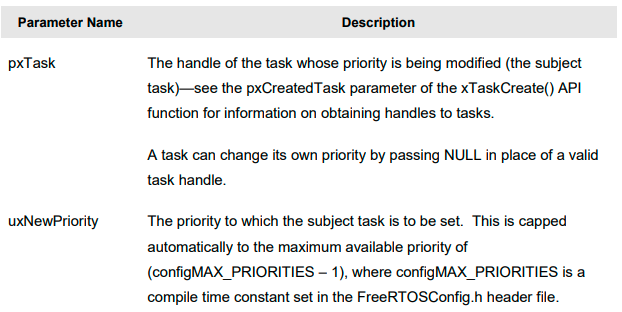 Parameter Name Description
pxTask The handle of the task whose priority is being modified (the subject
task)—see the pxCreatedTask parameter of the xTaskCreate() API
function for information on obtaining handles to tasks.
A task can change its own priority by passing NULL in place of a valid
task handle.
uxNewPriority The priority to which the subject task is to be set. This is capped
automatically to the maximum available priority of
(configMAX_PRIORITIES – 1), where configMAX_PRIORITIES is a
compile time constant set in the FreeRTOSConfig.h header file.